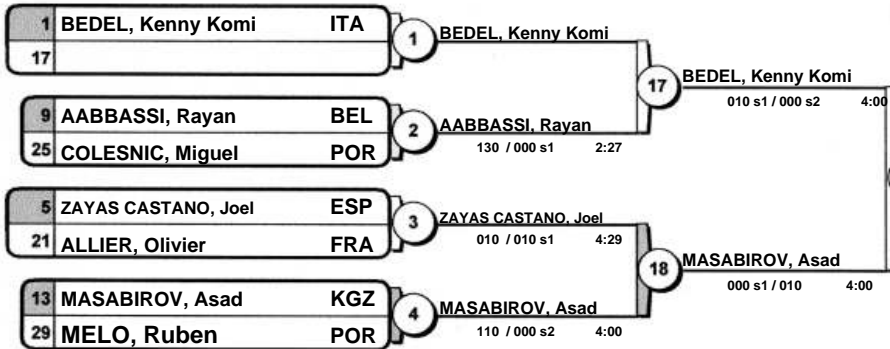 1 BEDEL, Kenny Komi ITA
17
1
BEDEL, Kenny Komi
9 AABBASSI, Rayan BEL
25 COLESNIC, Miguel POR
2
AABBASSI, Rayan
130 / 000 s1 2:27
17
BEDEL, Kenny Komi
010 s1 / 000 s2 4:00
5 ZAYAS CASTANO, Joel ESP
21 ALLIER, Olivier FRA
3
ZAYAS CASTANO, Joel
010 / 010 s1 4:29
13 MASABIROV, Asad KGZ
29 MELO, Ruben POR
4
MASABIROV, Asad
110 / 000 s2 4:00
18
MASABIROV, Asad
000 s1 / 010 4:00